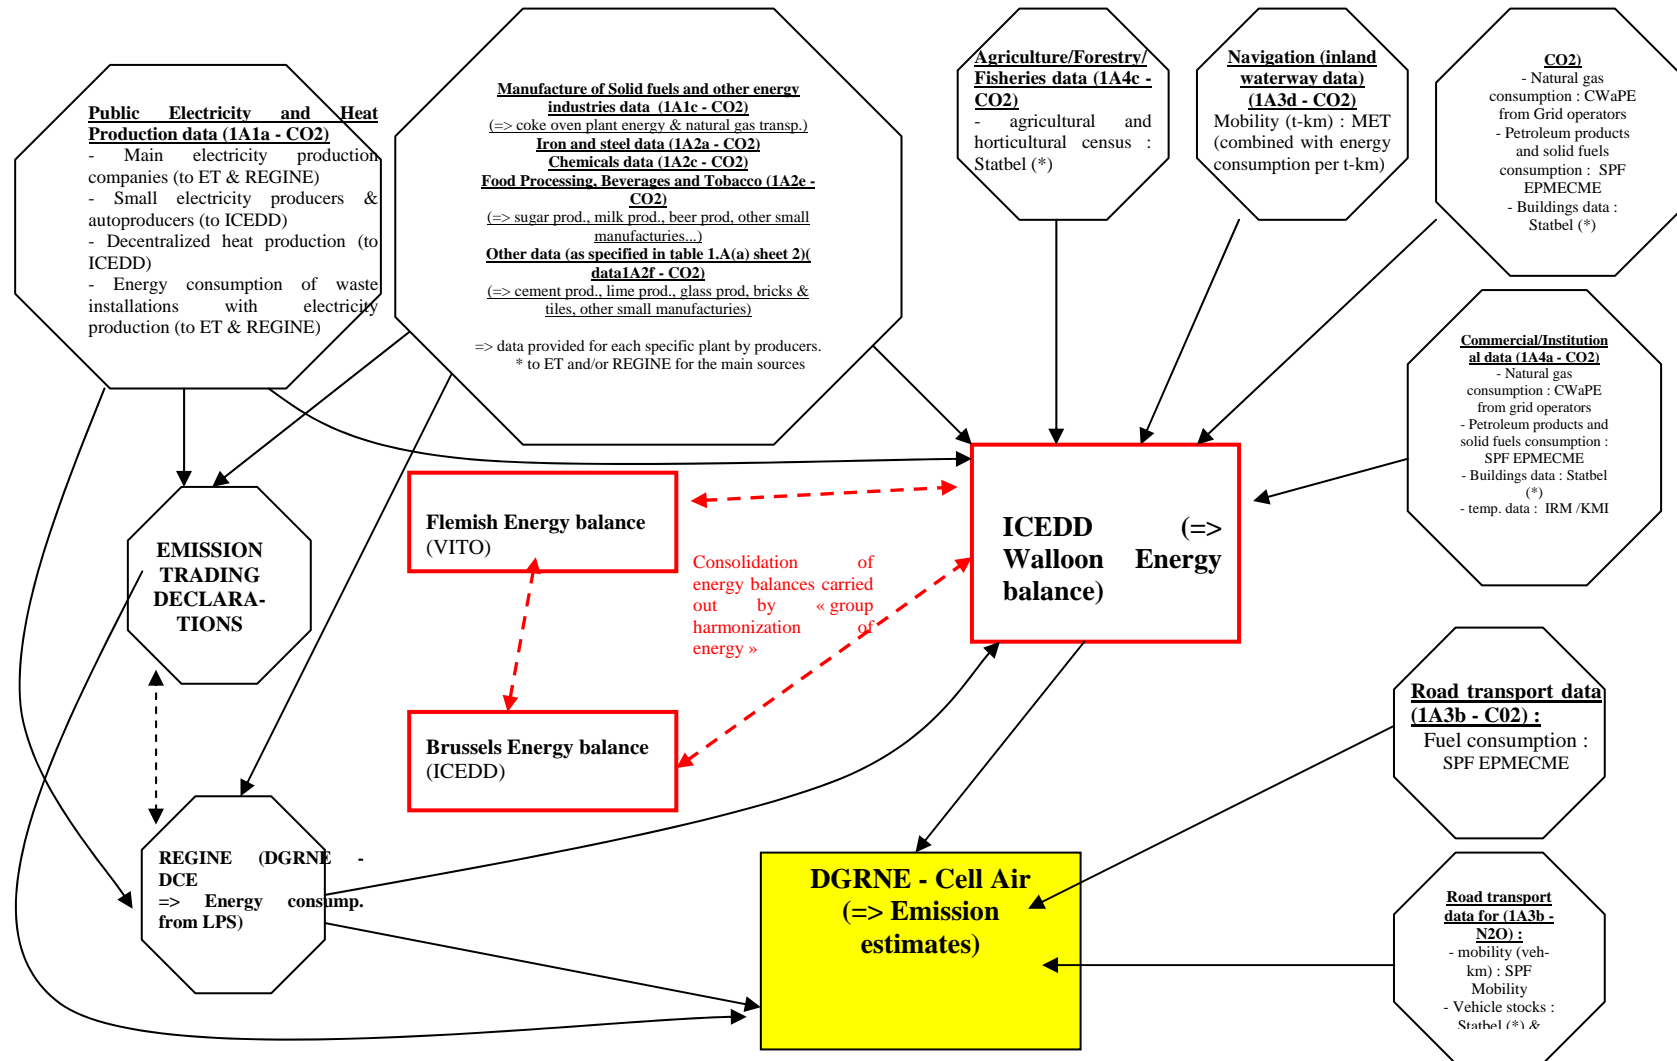 Public Electricity and Heat
Production data (1A1a - CO2)
- Main electricity production
companies (to ET & REGINE)
- Small electricity producers &
autoproducers (to ICEDD)
- Decentralized heat production (to
ICEDD)
- Energy consumption of waste
installations with electricity
production (to ET & REGINE)
Manufacture of Solid fuels and other energy
industries data (1A1c - CO2)
(=> coke oven plant energy & natural gas transp.)
Iron and steel data (1A2a - CO2)
Chemicals data (1A2c - CO2)
Food Processing, Beverages and Tobacco (1A2e -
CO2)
(=> sugar prod., milk prod., beer prod, other small
manufacturies...)
Other data (as specified in table 1.A(a) sheet 2)(
data1A2f - CO2)
(=> cement prod., lime prod., glass prod, bricks &
tiles, other small manufacturies)
=> data provided for each specific plant by producers.
* to ET and/or REGINE for the main sources
Agriculture/Forestry/
Fisheries data (1A4c -
CO2)
- agricultural and
horticultural census :
Statbel (*)
Navigation (inland
waterway data)
(1A3d - CO2)
Mobility (t-km) : MET
(combined with energy
consumption per t-km)
CO2)
- Natural gas
consumption : CWaPE
from Grid operators
- Petroleum products
and solid fuels
consumption : SPF
EPMECME
- Buildings data :
Statbel (*)
Commercial/Institution
al data (1A4a - CO2)
- Natural gas
consumption : CWaPE
from grid operators
- Petroleum products and
solid fuels consumption :
SPF EPMECME
- Buildings data : Statbel
(*)
- temp. data : IRM /KMI
EMISSION
TRADING
DECLARA-
TIONS
Flemish Energy balance
(VITO)
Consolidation of
energy balances carried
out by « group
harmonization of
energy »
ICEDD (=>
Walloon Energy
balance)
Brussels Energy balance
(ICEDD)
Road transport data
(1A3b - C02) :
Fuel consumption :
SPF EPMECME
REGINE (DGRNE -
DCE
=> Energy consump.
from LPS)
DGRNE - Cell Air
(=> Emission
estimates)
Road transport
data for (1A3b -
N2O) :
- mobility (veh-
km) : SPF
Mobility
- Vehicle stocks :
Statbel (*) &